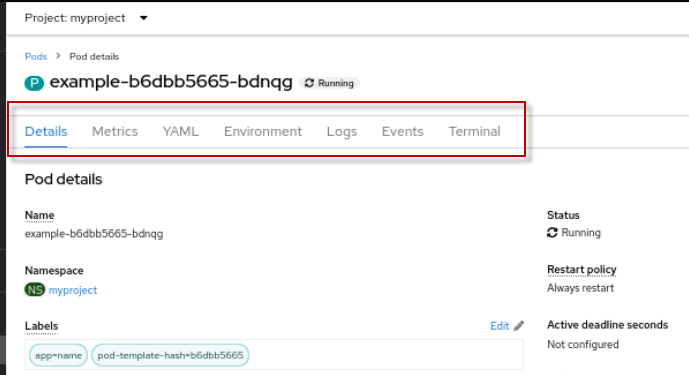 Project: myproject
Pods > Pod details
P example-b6dbb5665-bdnqg Running
Details Metrics YAML Environment Logs Events Terminal
Pod details
Name
example-b6dbb5665-bdnqg
Namespace
NS myproject
Labels Edit
app=name pod-template-hash=b6dbb5665
Status
Running
Restart policy
Always restart
Active deadline seconds
Not configured